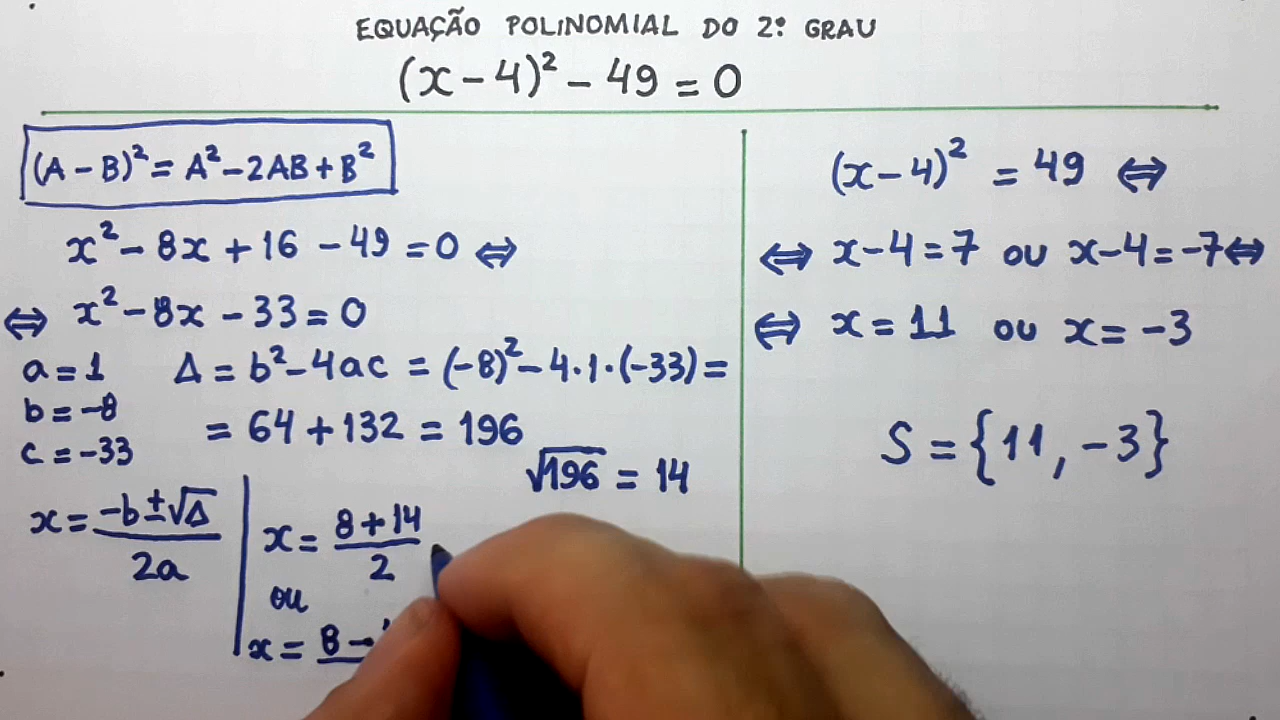 EQUAÇÃO POLINOMIAL DO 2º GRAU
(x − 4)² − 49 = 0
(A − B)² = A² − 2AB + B²
x² − 8x + 16 − 49 = 0 ⇔
⇔ x² − 8x − 33 = 0
a = 1 Δ = b² − 4ac = (−8)² − 4·1·(−33) =
b = −8
= 64 + 132 = 196
c = −33
√196 = 14
x = (−b ± √Δ)/2a
x = (8 + 14)/2
ou
x = 8 −
(x − 4)² = 49 ⇔
⇔ x − 4 = 7 ou x − 4 = −7 ⇔
⇔ x = 11 ou x = −3
S = {11, −3}